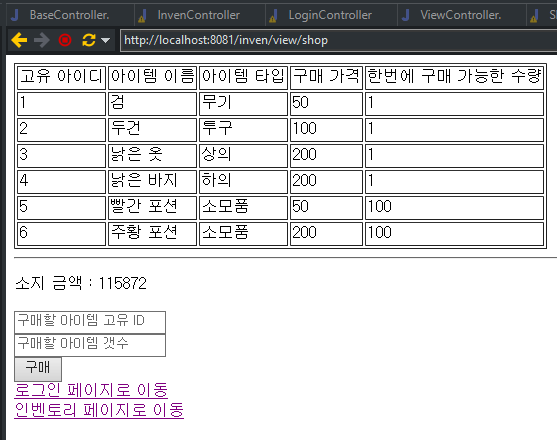 BaseController. InvenController LoginController ViewController.
http://localhost:8081/inven/view/shop
고유 아이디 아이템 이름 아이템 타입 구매 가격 한번에 구매 가능한 수량
1 검 무기 50 1
2 두건 투구 100 1
3 낡은 옷 상의 200 1
4 낡은 바지 하의 200 1
5 빨간 포션 소모품 50 100
6 주황 포션 소모품 200 100
소지 금액 : 115872
구매할 아이템 고유 ID
구매할 아이템 갯수
구매
로그인 페이지로 이동
인벤토리 페이지로 이동